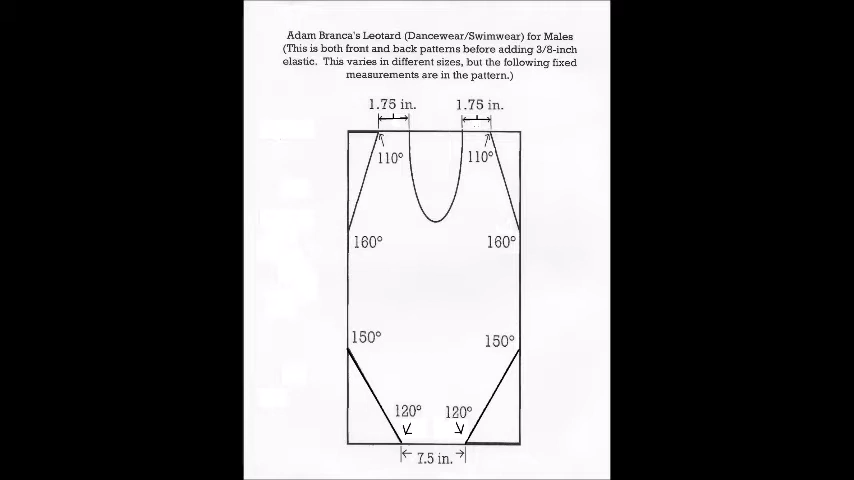 Adam Branca's Leotard (Dancewear/Swimwear) for Males
(This is both front and back patterns before adding 3/8-inch
elastic. This varies in different sizes, but the following fixed
measurements are in the pattern.)
1.75 in. 1.75 in.
110° 110°
160° 160°
150° 150°
120° 120°
7.5 in.